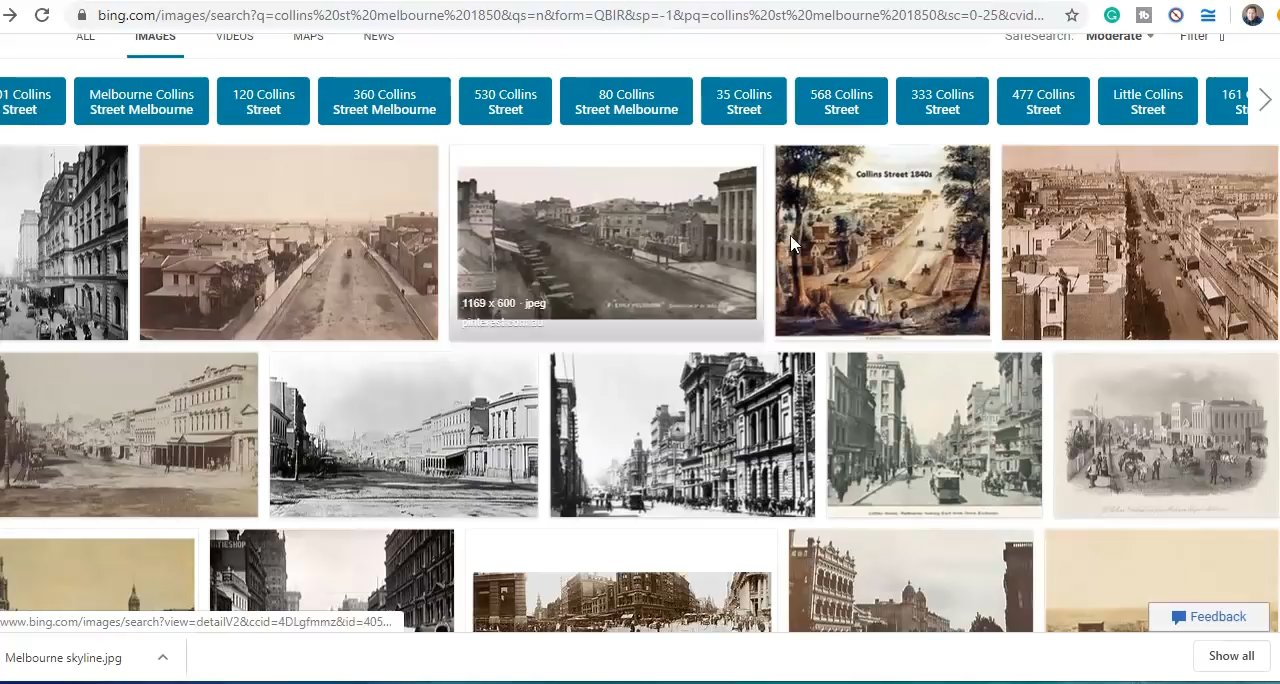 bing.com/images/search?q=collins%20st%20melbourne%201850&qs=n&form=QBIR&sp=-1&pq=collins%20st%20melbourne%201850&sc=0-25&cvid...
ALL IMAGES VIDEOS MAPS NEWS SafeSearch: Moderate Filter
01 Collins
Street
Melbourne Collins
Street Melbourne
120 Collins
Street
360 Collins
Street Melbourne
530 Collins
Street
80 Collins
Street Melbourne
35 Collins
Street
568 Collins
Street
333 Collins
Street
477 Collins
Street
Little Collins
Street
161
St
Collins Street 1840s
1169 x 600 · jpeg
pinterest.com.au
Feedback
www.bing.com/images/search?view=detailV2&ccid=4DLgfmmz&id=405...
Melbourne skyline.jpg
Show all